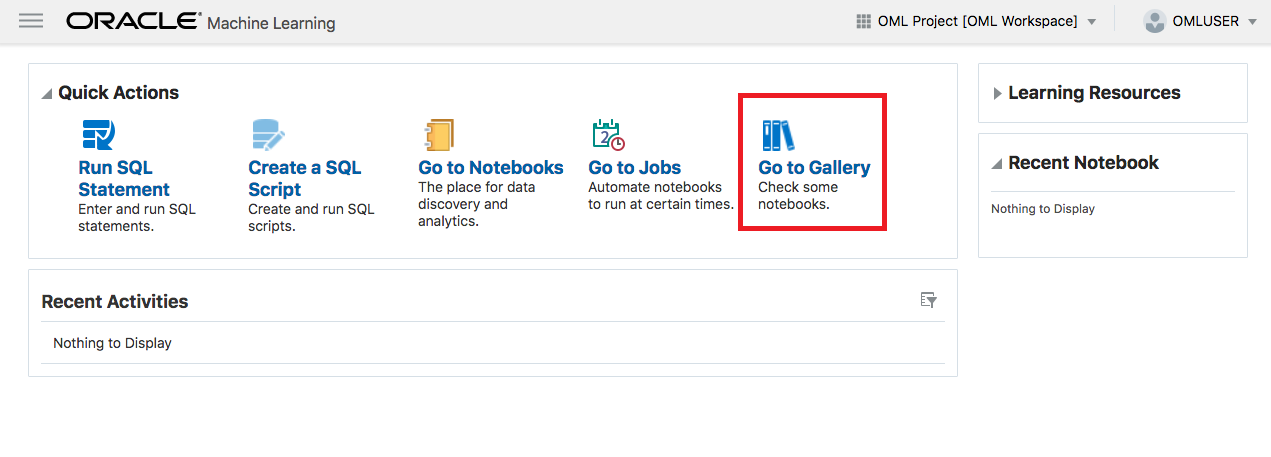 ORACLE® Machine Learning
OML Project [OML Workspace]
OMLUSER
Quick Actions
Run SQL
Statement
Enter and run SQL
statements.
Create a SQL
Script
Create and run SQL
scripts.
Go to Notebooks
The place for data
discovery and
analytics.
2
Go to Jobs
Automate notebooks
to run at certain times.
Go to Gallery
Check some
notebooks.
Learning Resources
Recent Notebook
Nothing to Display
Recent Activities
Nothing to Display